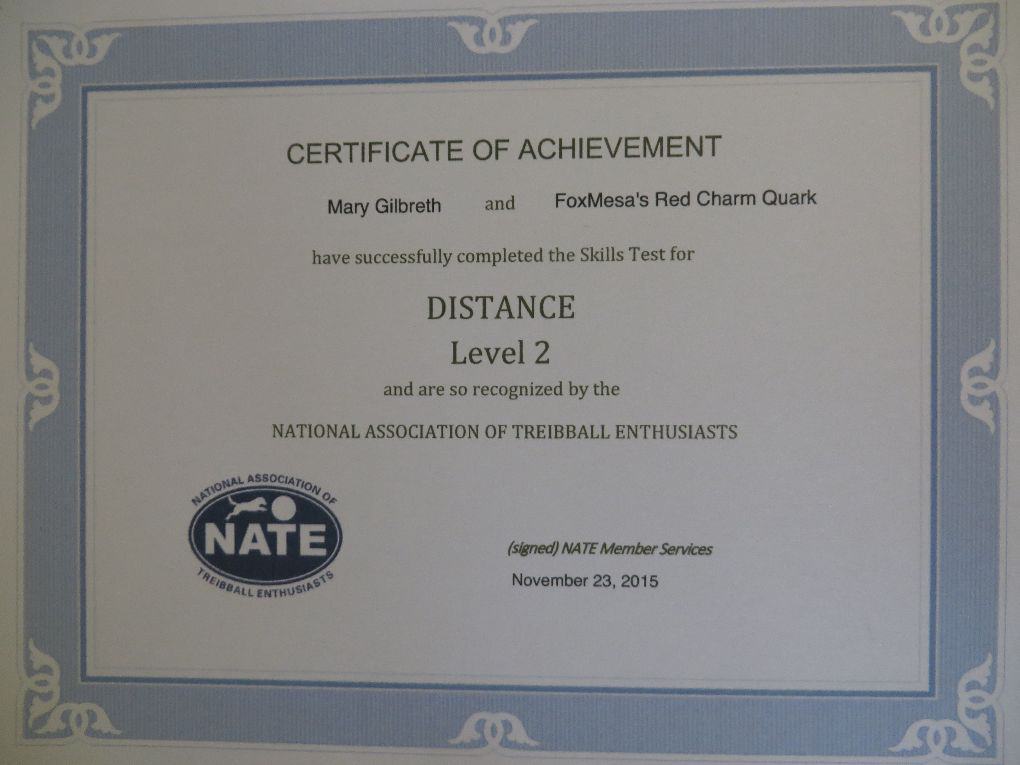 CERTIFICATE OF ACHIEVEMENT
Mary Gilbreth and FoxMesa's Red Charm Quark
have successfully completed the Skills Test for
DISTANCE
Level 2
and are so recognized by the
NATIONAL ASSOCIATION OF TREIBBALL ENTHUSIASTS
NATIONAL ASSOCIATION OF
NATE
TREIBBALL ENTHUSIASTS
(signed) NATE Member Services
November 23, 2015